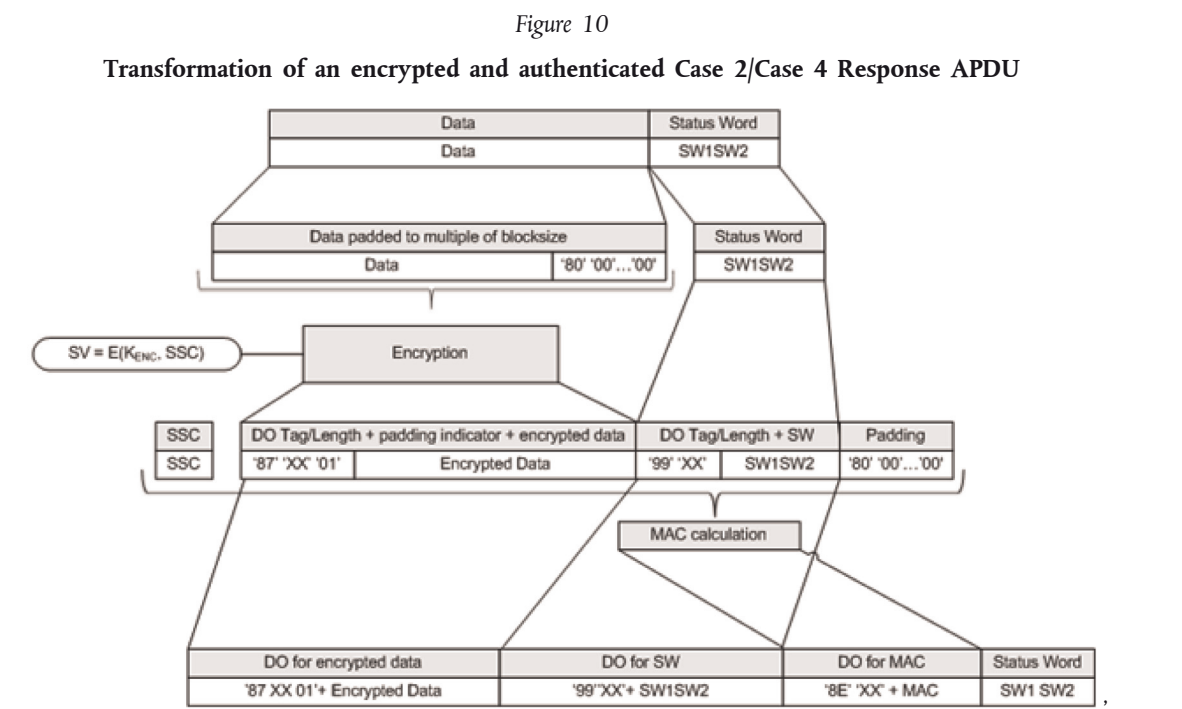 Figure 10
Transformation of an encrypted and authenticated Case 2/Case 4 Response APDU
Data Status Word
Data SW1SW2
Data padded to multiple of blocksize Status Word
Data '80' '00'...'00' SW1SW2
SV = E(KENC, SSC) Encryption
SSC DO Tag/Length + padding indicator + encrypted data DO Tag/Length + SW Padding
SSC '87' 'XX' '01' Encrypted Data '99' 'XX' SW1SW2 '80' '00'...'00'
MAC calculation
DO for encrypted data DO for SW DO for MAC Status Word
'87 XX 01'+ Encrypted Data '99''XX'+ SW1SW2 '8E' 'XX' + MAC SW1 SW2 ,